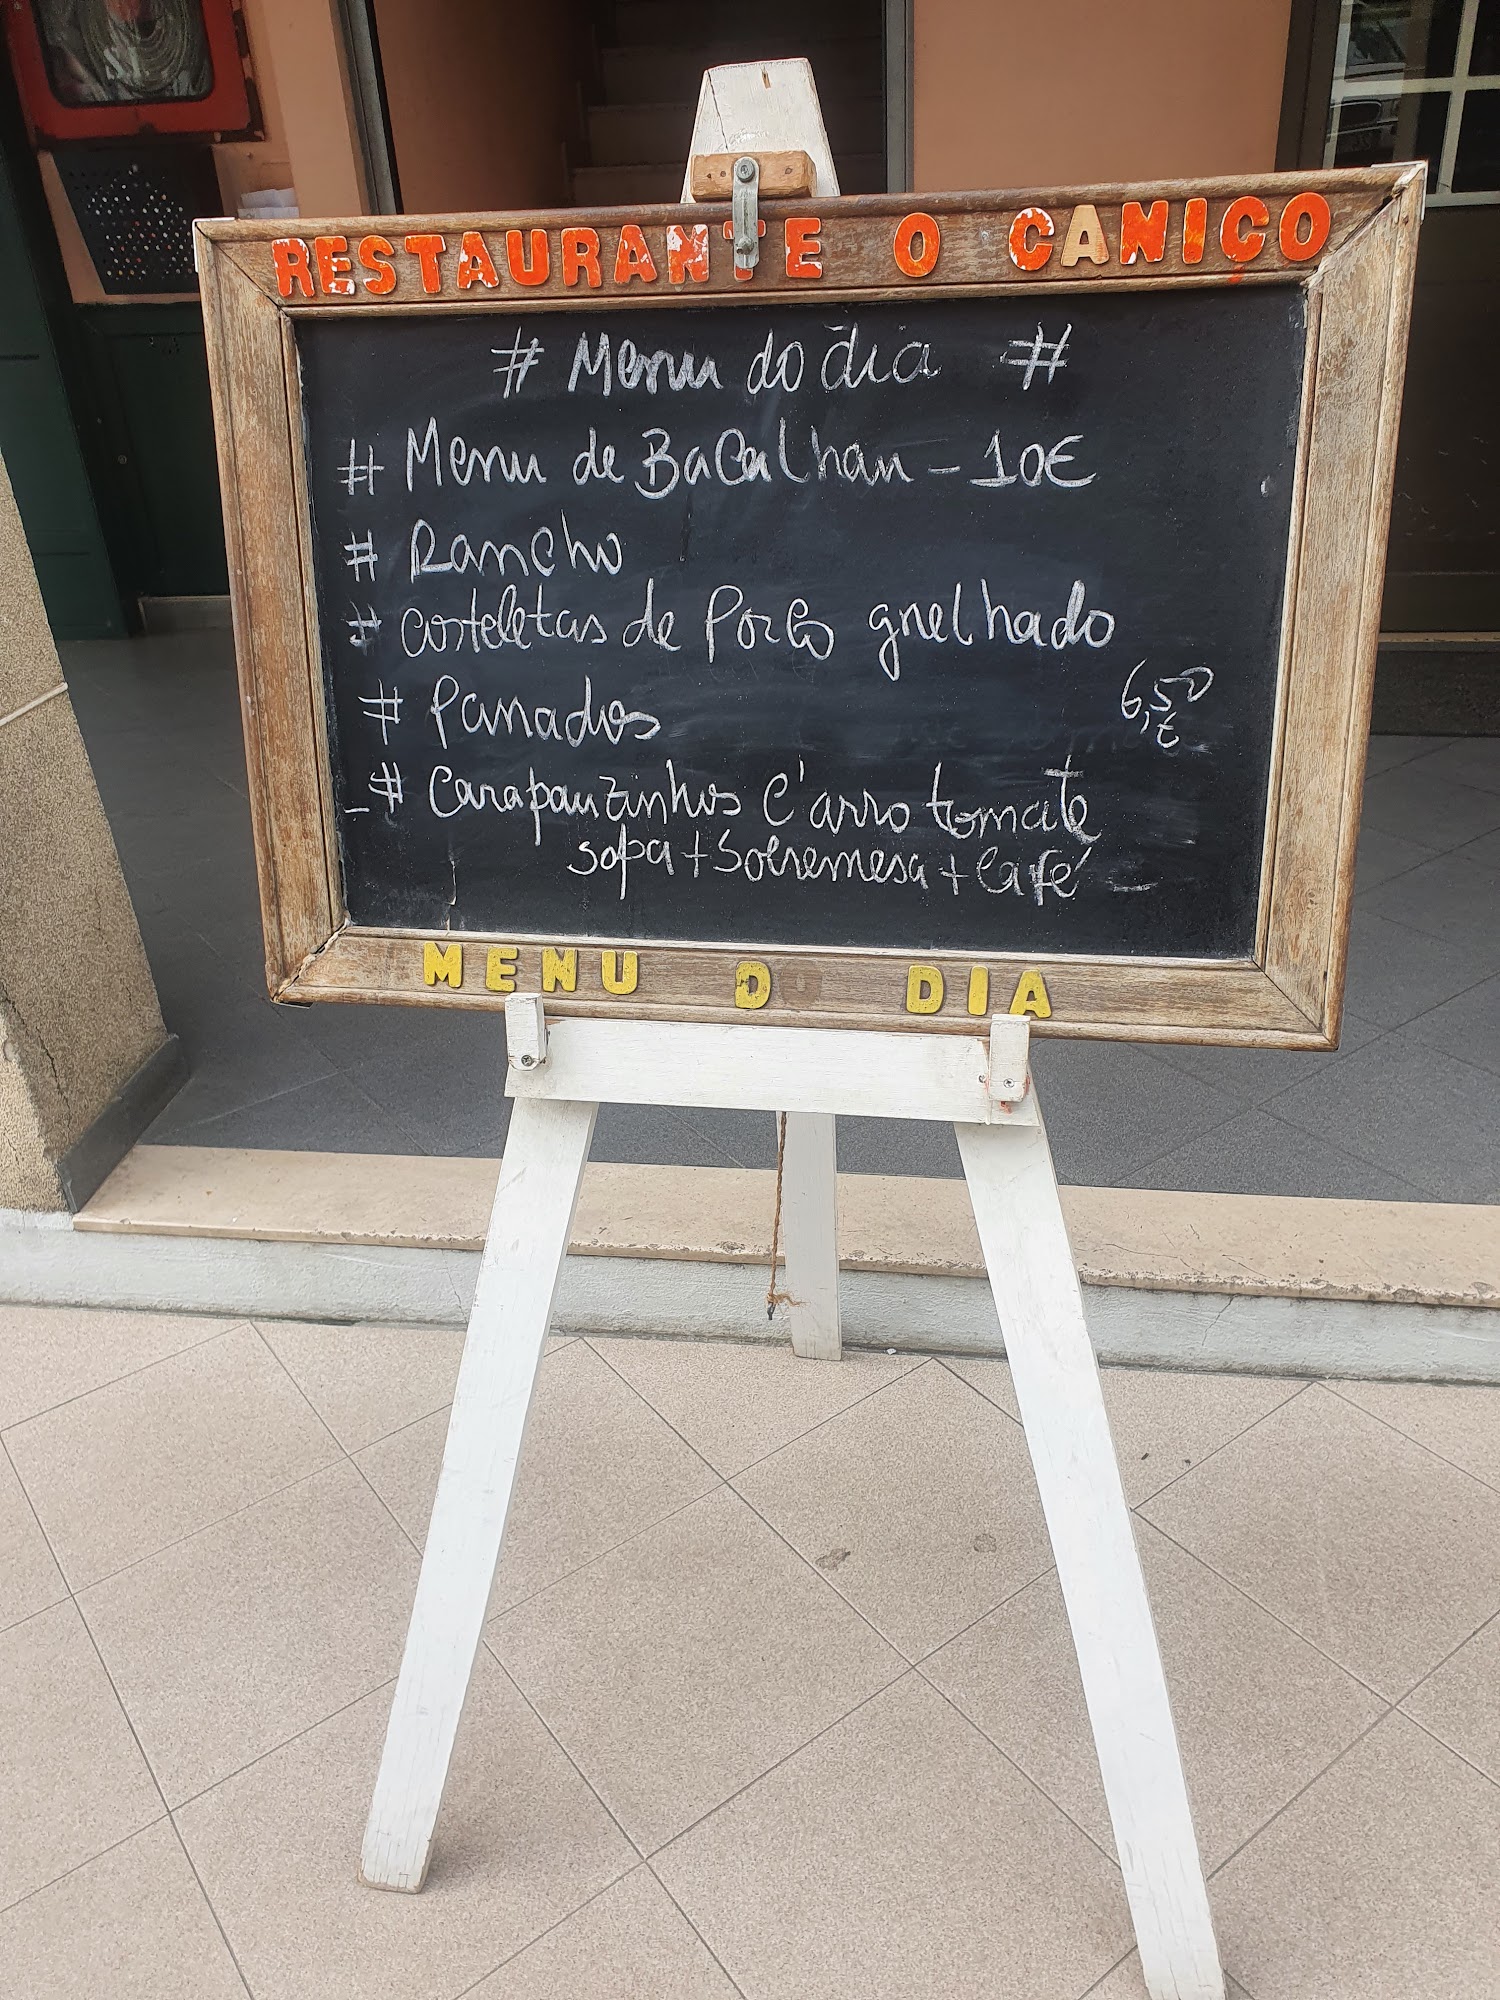 RESTAURANTE O CANIÇO
# Menu do dia #
# Menu de Bacalhau - 10€
# Rancho
# Costeletas de Porco grelhado
# Panados
6,50 €
# Carapauzinhos c' arro tomate
sopa + Sobremesa + Café
MENU DO DIA